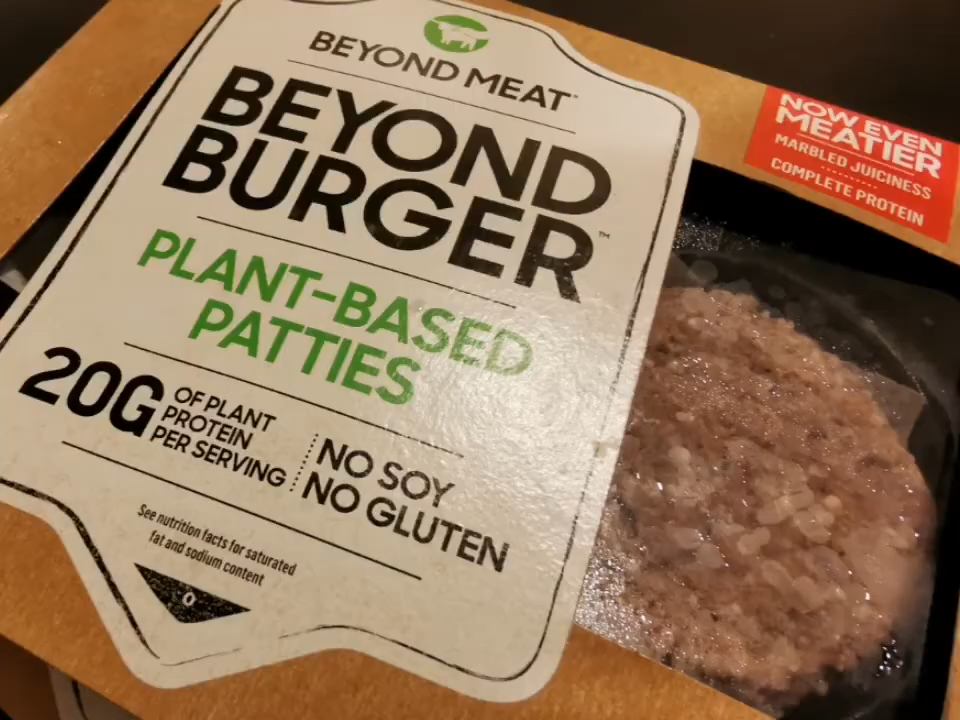 BEYOND MEAT
BEYOND
BURGER™
PLANT-BASED
PATTIES
20G
OF PLANT
PROTEIN
PER SERVING
NO SOY
NO GLUTEN
See nutrition facts for saturated
fat and sodium content
NOW EVEN
MEATIER
MARBLED JUICINESS
COMPLETE PROTEIN